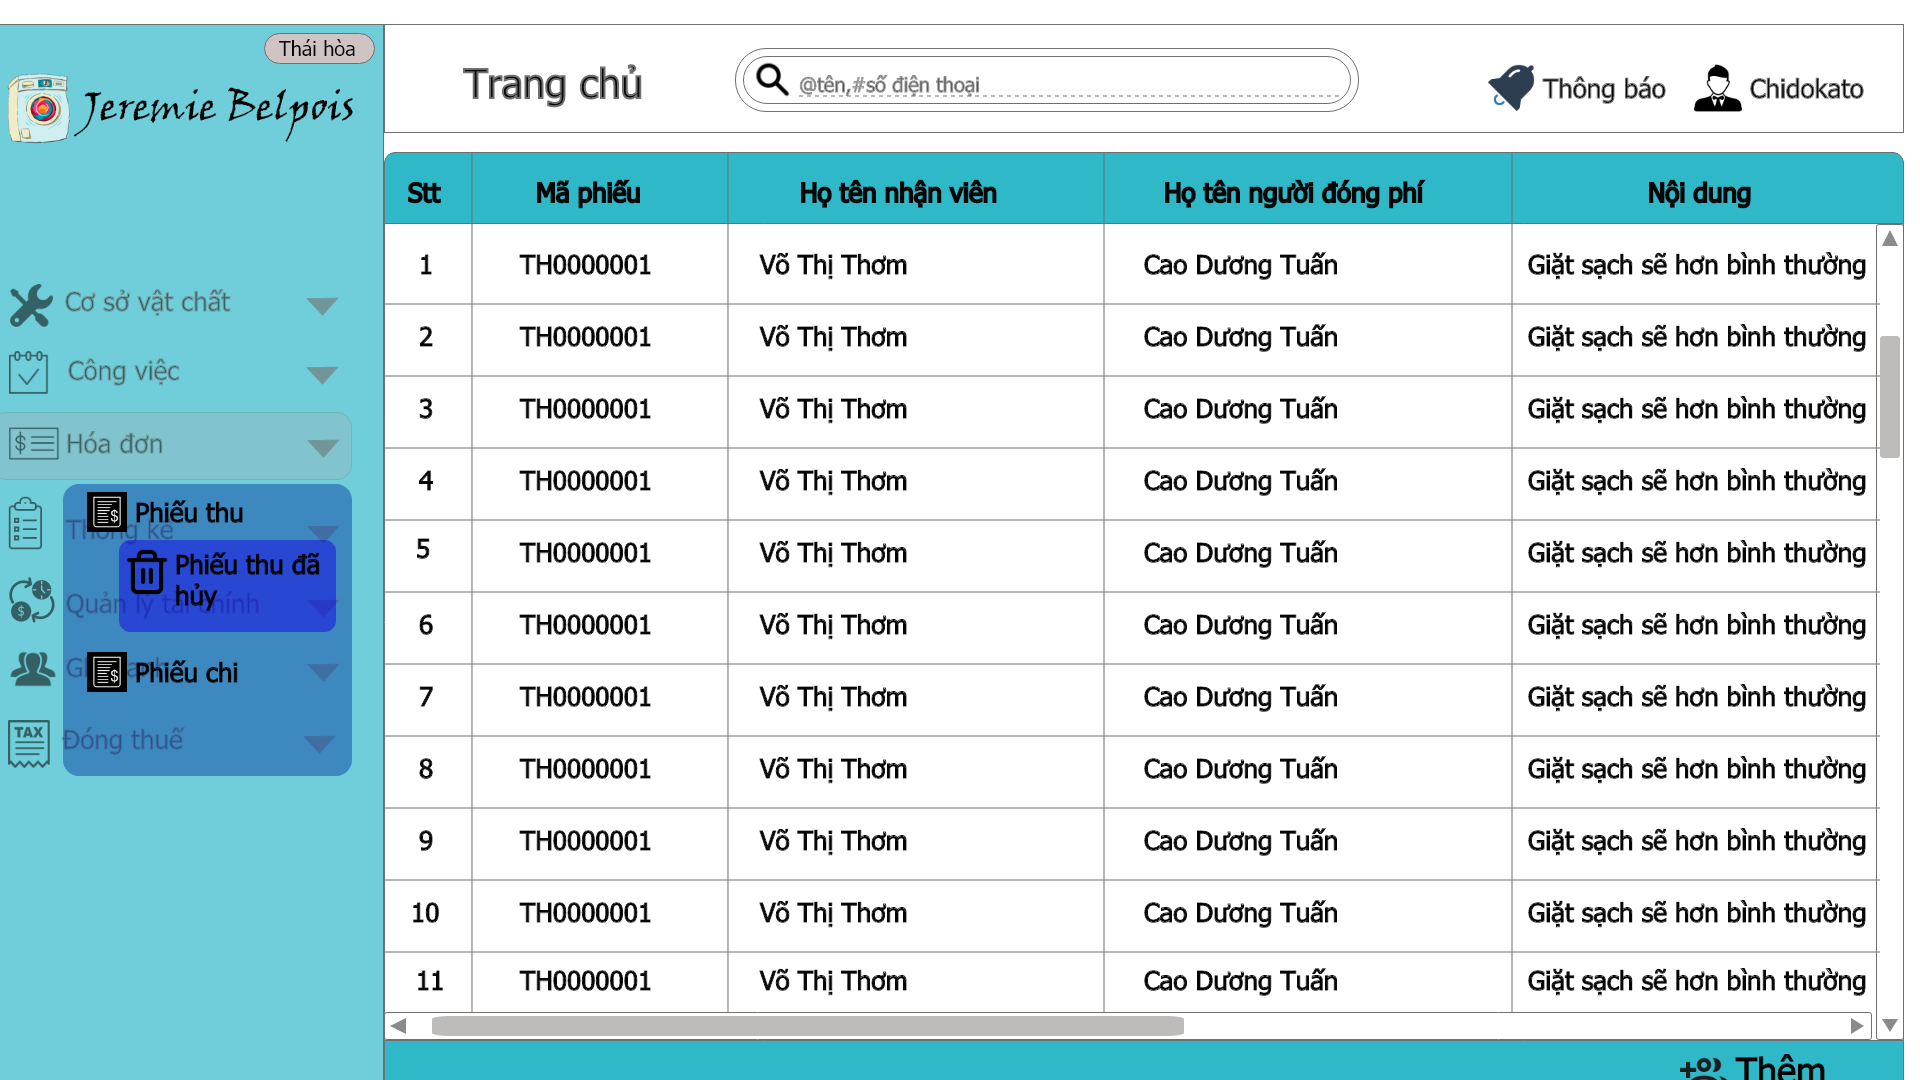 Thái hòa
Jeremie Belpois
Trang chủ
@tên,#số điện thoại
Thông báo
Chidokato
Cơ sở vật chất
Công việc
$
Hóa đơn
Thống kê
$
Quản lý tài chính
TAX
Đóng thuế
$ Phiếu thu
Phiếu thu đã
hủy
$ Phiếu chi
Stt Mã phiếu Họ tên nhận viên Họ tên người đóng phí Nội dung
1 TH0000001 Võ Thị Thơm Cao Dương Tuấn Giặt sạch sẽ hơn bình thường
2 TH0000001 Võ Thị Thơm Cao Dương Tuấn Giặt sạch sẽ hơn bình thường
3 TH0000001 Võ Thị Thơm Cao Dương Tuấn Giặt sạch sẽ hơn bình thường
4 TH0000001 Võ Thị Thơm Cao Dương Tuấn Giặt sạch sẽ hơn bình thường
5 TH0000001 Võ Thị Thơm Cao Dương Tuấn Giặt sạch sẽ hơn bình thường
6 TH0000001 Võ Thị Thơm Cao Dương Tuấn Giặt sạch sẽ hơn bình thường
7 TH0000001 Võ Thị Thơm Cao Dương Tuấn Giặt sạch sẽ hơn bình thường
8 TH0000001 Võ Thị Thơm Cao Dương Tuấn Giặt sạch sẽ hơn bình thường
9 TH0000001 Võ Thị Thơm Cao Dương Tuấn Giặt sạch sẽ hơn bình thường
10 TH0000001 Võ Thị Thơm Cao Dương Tuấn Giặt sạch sẽ hơn bình thường
11 TH0000001 Võ Thị Thơm Cao Dương Tuấn Giặt sạch sẽ hơn bình thường
Thêm